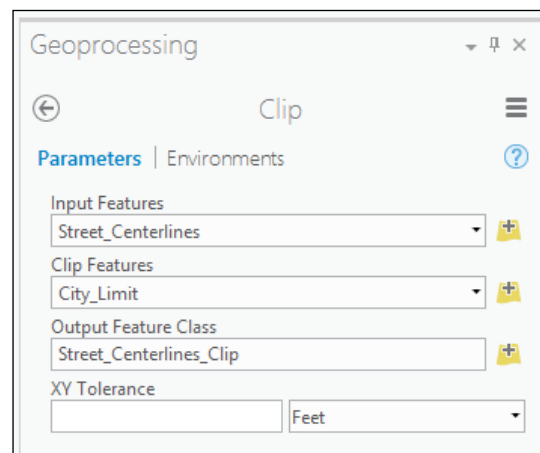 Geoprocessing
Clip
Parameters | Environments
Input Features
Street_Centerlines
Clip Features
City_Limit
Output Feature Class
Street_Centerlines_Clip
XY Tolerance
Feet